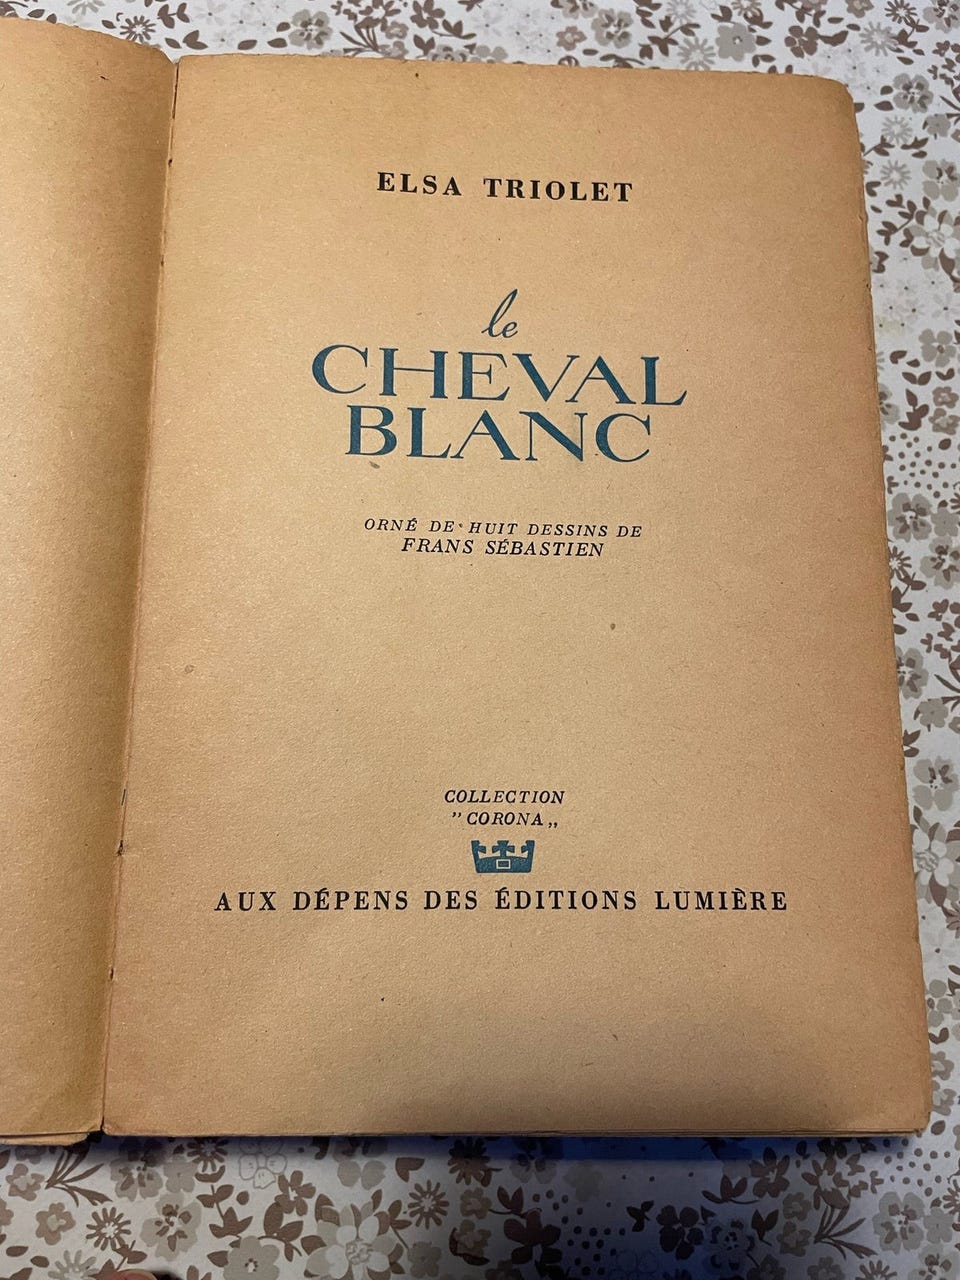 ELSA TRIOLET
le
CHEVAL
BLANC
ORNÉ DE HUIT DESSINS DE
FRANS SÉBASTIEN
COLLECTION
”CORONA„
AUX DÉPENS DES ÉDITIONS LUMIÈRE